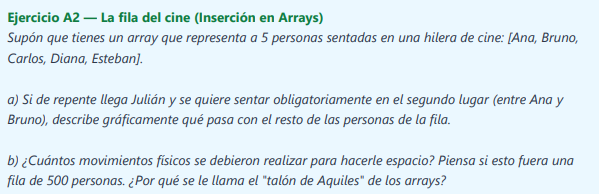 Ejercicio A2 — La fila del cine (Inserción en Arrays)
Supón que tienes un array que representa a 5 personas sentadas en una hilera de cine: [Ana, Bruno,
Carlos, Diana, Esteban].
a) Si de repente llega Julián y se quiere sentar obligatoriamente en el segundo lugar (entre Ana y
Bruno), describe gráficamente qué pasa con el resto de las personas de la fila.
b) ¿Cuántos movimientos físicos se debieron realizar para hacerle espacio? Piensa si esto fuera una
fila de 500 personas. ¿Por qué se le llama el "talón de Aquiles" de los arrays?